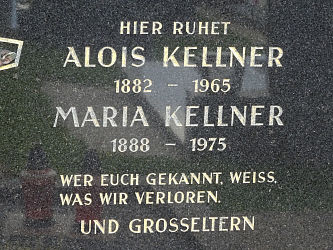 HIER RUHET
ALOIS KELLNER
1882 – 1965
MARIA KELLNER
1888 – 1975
WER EUCH GEKANNT, WEISS,
WAS WIR VERLOREN.
UND GROSSELTERN